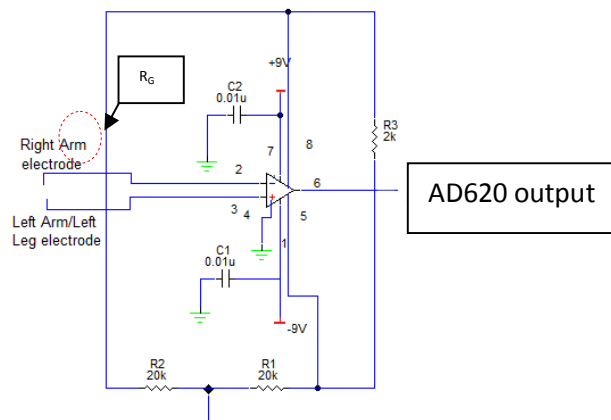 R_G
+9V
C2
0.01u
R3
2k
Right Arm
electrode
7
8
2
6
AD620 output
3
4
5
Left Arm/Left
Leg electrode
1
C1
0.01u
-9V
R2
20k
R1
20k